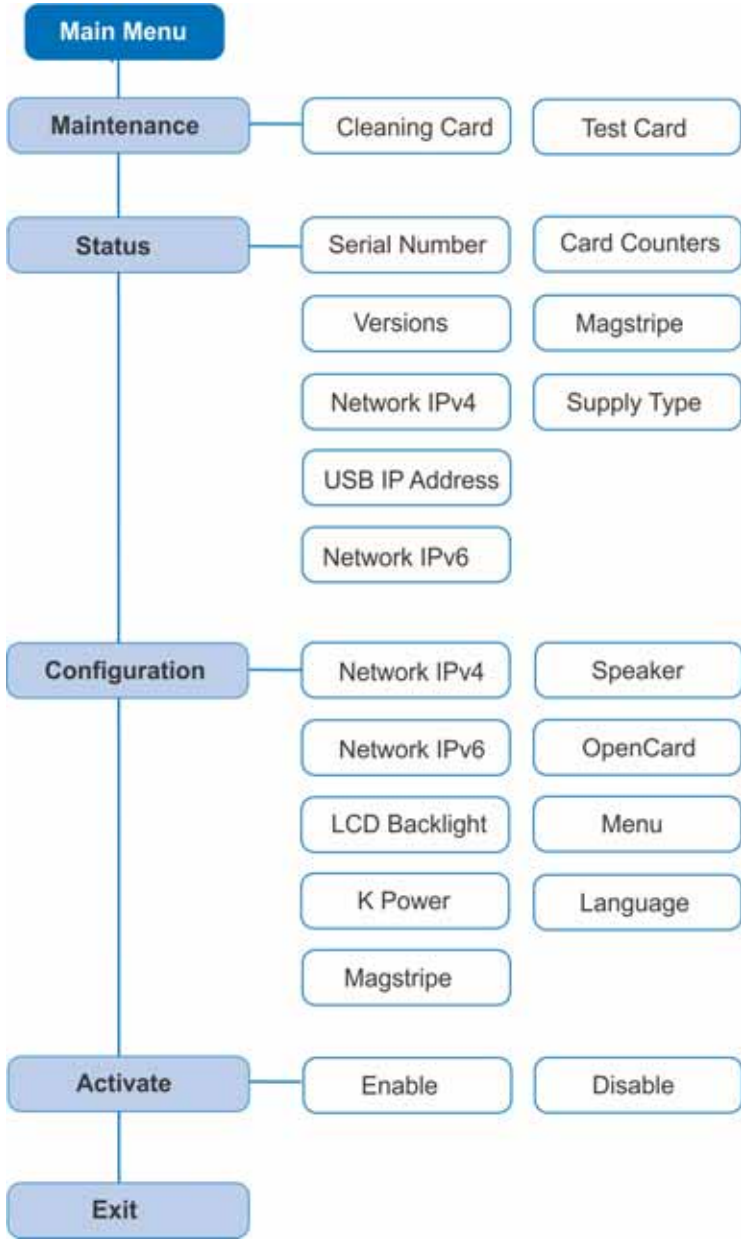 Main Menu
Maintenance
Cleaning Card
Test Card
Status
Serial Number
Card Counters
Versions
Magstripe
Network IPv4
Supply Type
USB IP Address
Network IPv6
Configuration
Network IPv4
Speaker
Network IPv6
OpenCard
LCD Backlight
Menu
K Power
Language
Magstripe
Activate
Enable
Disable
Exit